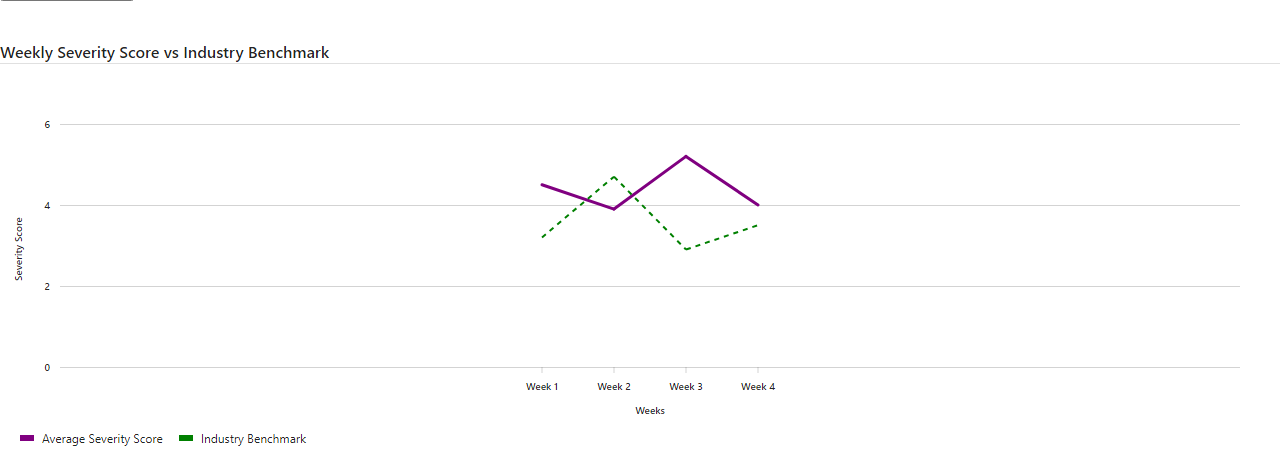 Weekly Severity Score vs Industry Benchmark
6
4
2
0
Severity Score
Week 1 Week 2 Week 3 Week 4
Weeks
Average Severity Score Industry Benchmark